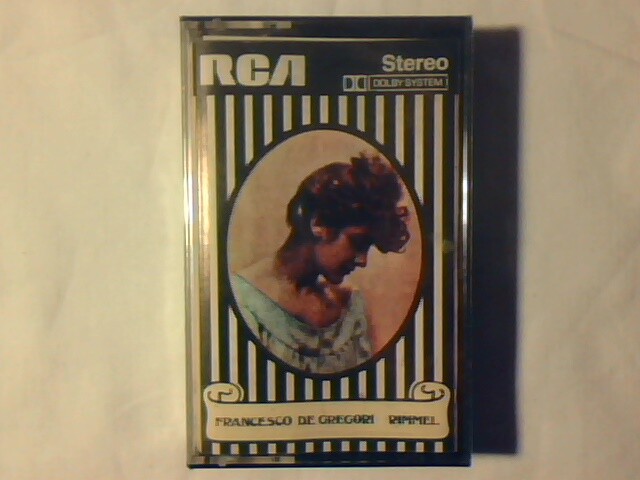 RCA
Stereo
DOLBY SYSTEM
FRANCESCO DE GREGORI RIMMEL